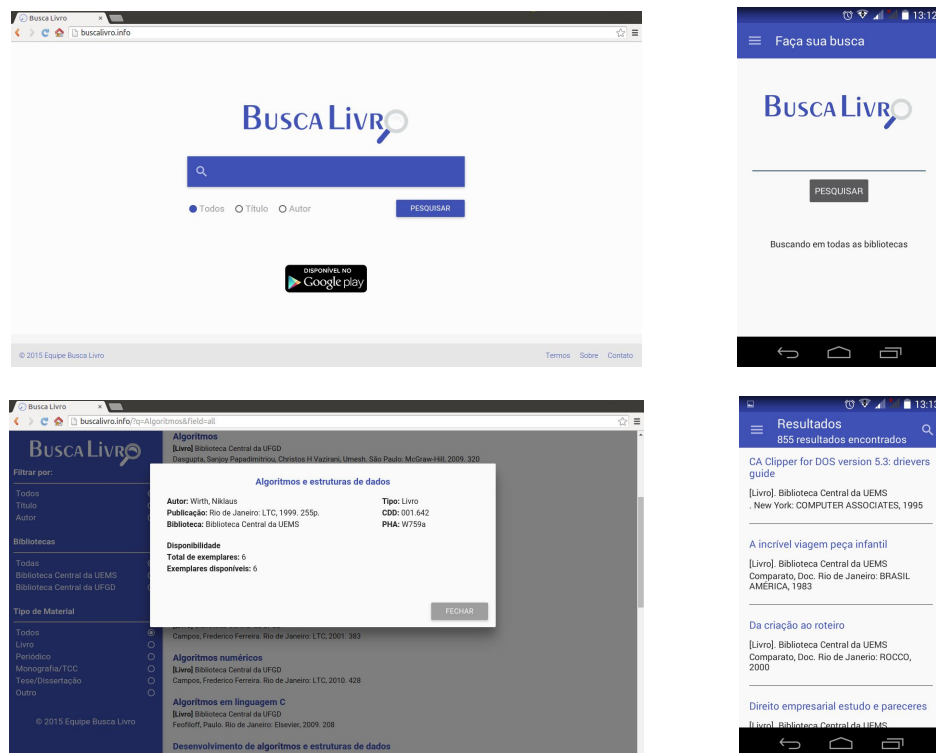 Busca Livro
buscalivro.info
BUSCA LIVRO
Todos Título Autor PESQUISAR
DISPONÍVEL NO
Google play
© 2015 Equipe Busca Livro Termos Sobre Contato
13:12
Faça sua busca
BUSCA LIVRO
PESQUISAR
Buscando em todas as bibliotecas
Busca Livro
buscalivro.info/?q=Algoritmos&field=all
BUSCA LIVRO
Filtrar por:
Todos
Título
Autor
Bibliotecas
Todas
Biblioteca Central da UEMS
Biblioteca Central da UFGD
Tipo de Material
Todos
Livro
Periódico
Monografia/TCC
Tese/Dissertação
Outro
© 2015 Equipe Busca Livro
Algoritmos
[Livro] Biblioteca Central da UFGD
Dasgupta, Sanjoy Papadimitriou, Christos H Vazirani, Umesh. São Paulo: McGraw-Hill, 2009. 320
Algoritmos e estruturas de dados
Autor: Wirth, Niklaus Tipo: Livro
Publicação: Rio de Janeiro: LTC, 1999. 255p. CDD: 001.642
Biblioteca: Biblioteca Central da UEMS PHA: W759a
Disponibilidade
Total de exemplares: 6
Exemplares disponíveis: 6
FECHAR
Campos, Frederico Ferreira. Rio de Janeiro: LTC, 2001. 383
Algoritmos numéricos
[Livro] Biblioteca Central da UFGD
Campos, Frederico Ferreira. Rio de Janeiro: LTC, 2010. 428
Algoritmos em linguagem C
[Livro] Biblioteca Central da UFGD
Feofiloff, Paulo. Rio de Janeiro: Elsevier, 2009. 208
Desenvolvimento de algoritmos e estruturas de dados
13:13
Resultados
855 resultados encontrados
CA Clipper for DOS version 5.3: drievers
guide
[Livro]. Biblioteca Central da UEMS
. New York: COMPUTER ASSOCIATES, 1995
A incrível viagem peça infantil
[Livro]. Biblioteca Central da UEMS
Comparato, Doc. Rio de Janeiro: BRASIL
AMÉRICA, 1983
Da criação ao roteiro
[Livro]. Biblioteca Central da UEMS
Comparato, Doc. Rio de Janerio: ROCCO,
2000
Direito empresarial estudo e pareceres
[Livro]. Biblioteca Central da UEMS